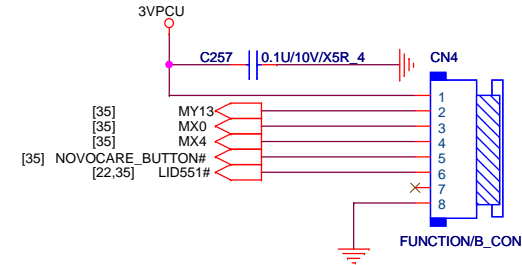 3VPCU
C257 0.1U/10V/X5R_4
CN4
1
[35] MY13 2
[35] MX0 3
[35] MX4 4
[35] NOVOCARE_BUTTON# 5
[22,35] LID551# 6
7
8
FUNCTION/B_CON